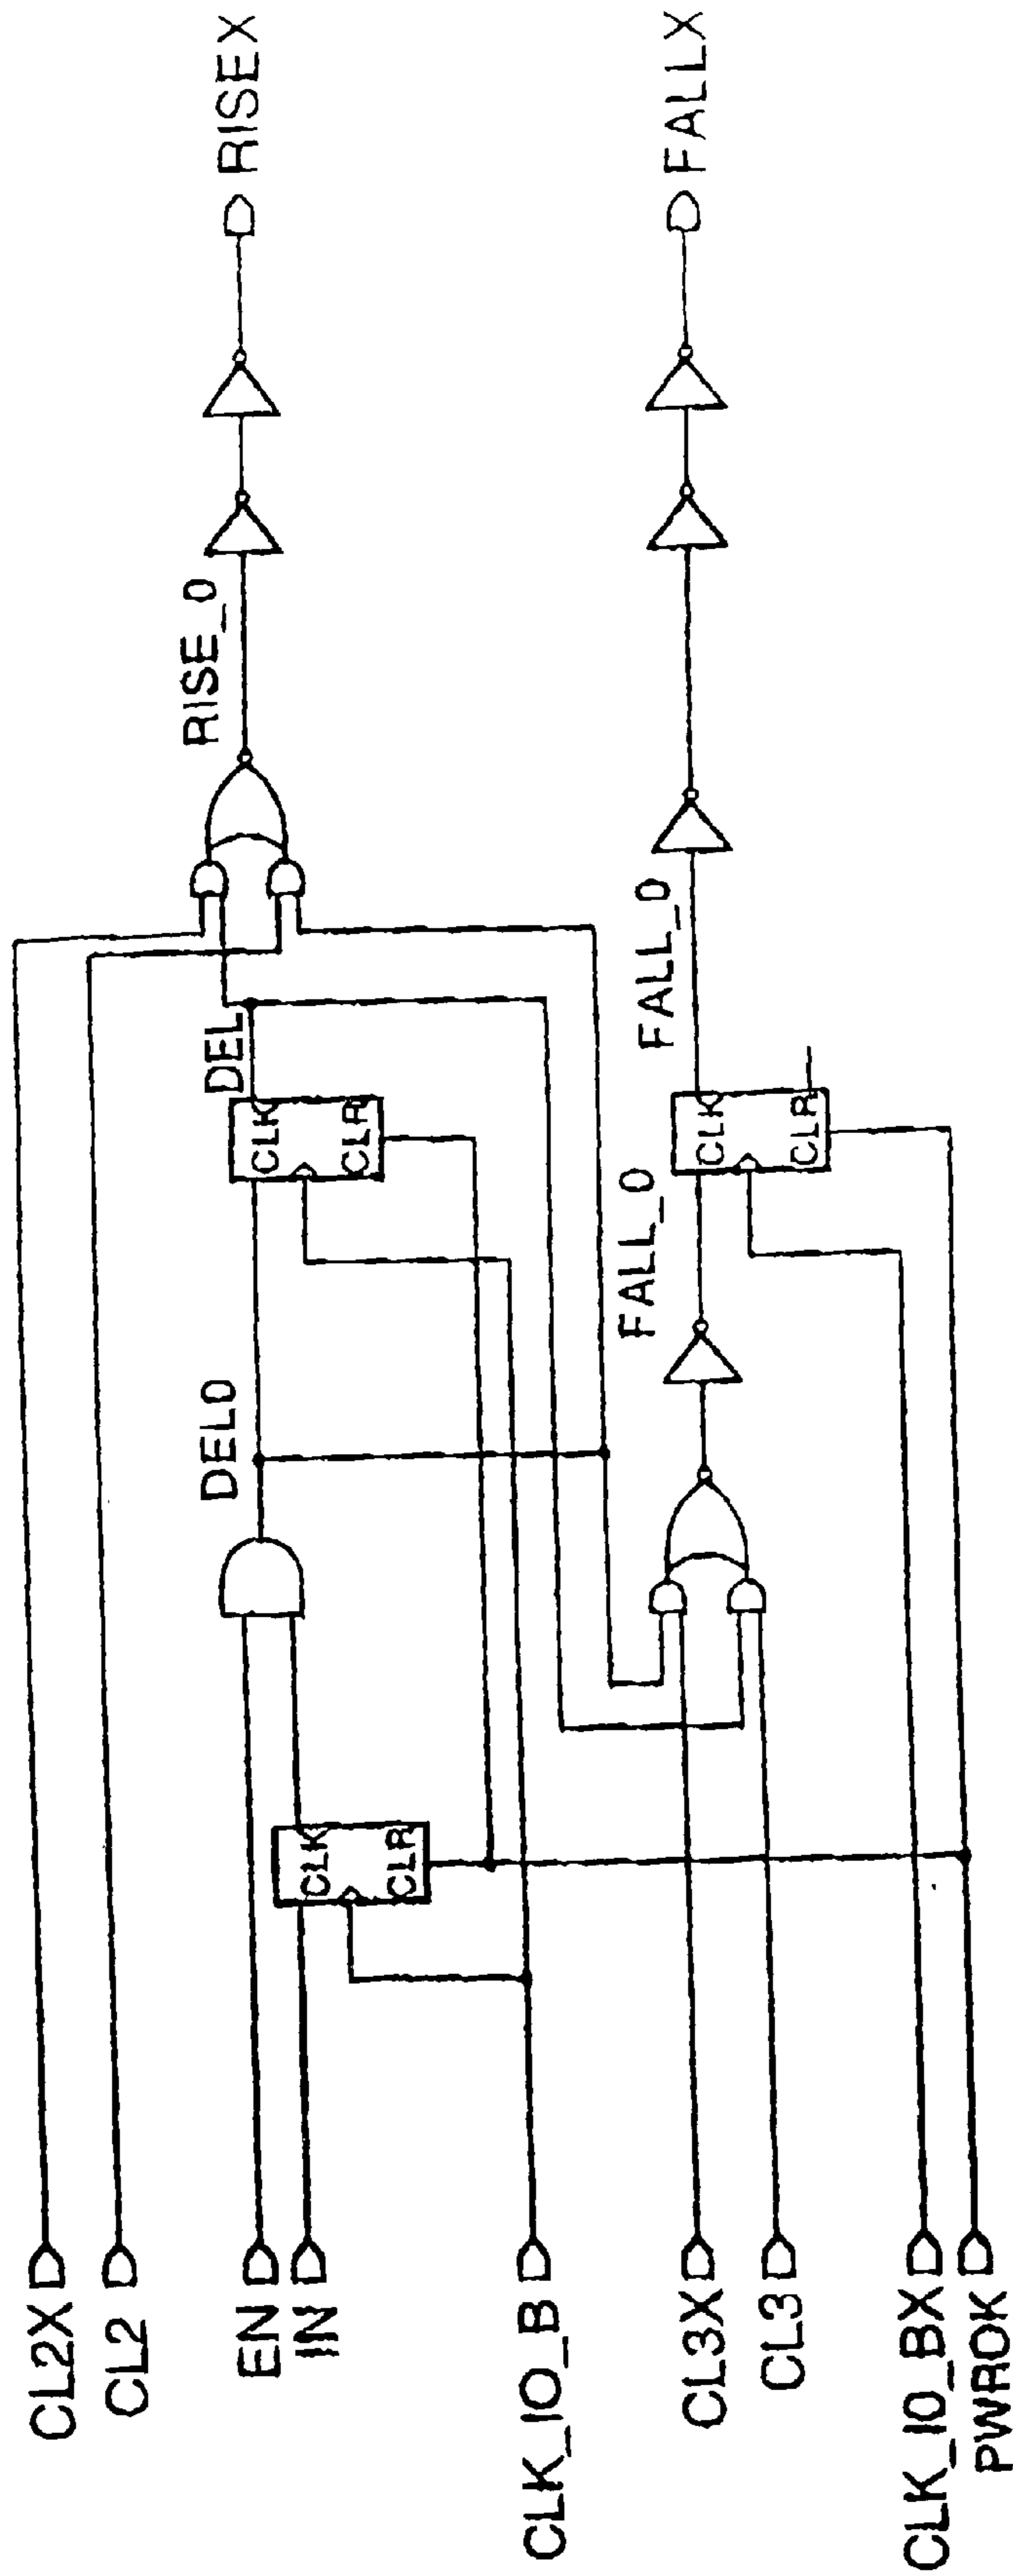 CL2X
CL2
EN
IN
CLK_IO_B
CL3X
CL3
CLK_IO_BX
PWROK
CLK
CLR
DEL0
CLK
CLR
DEL
RISE_0
RISEX
FALL_0
CLK
CLR
FALL_0
FALLX